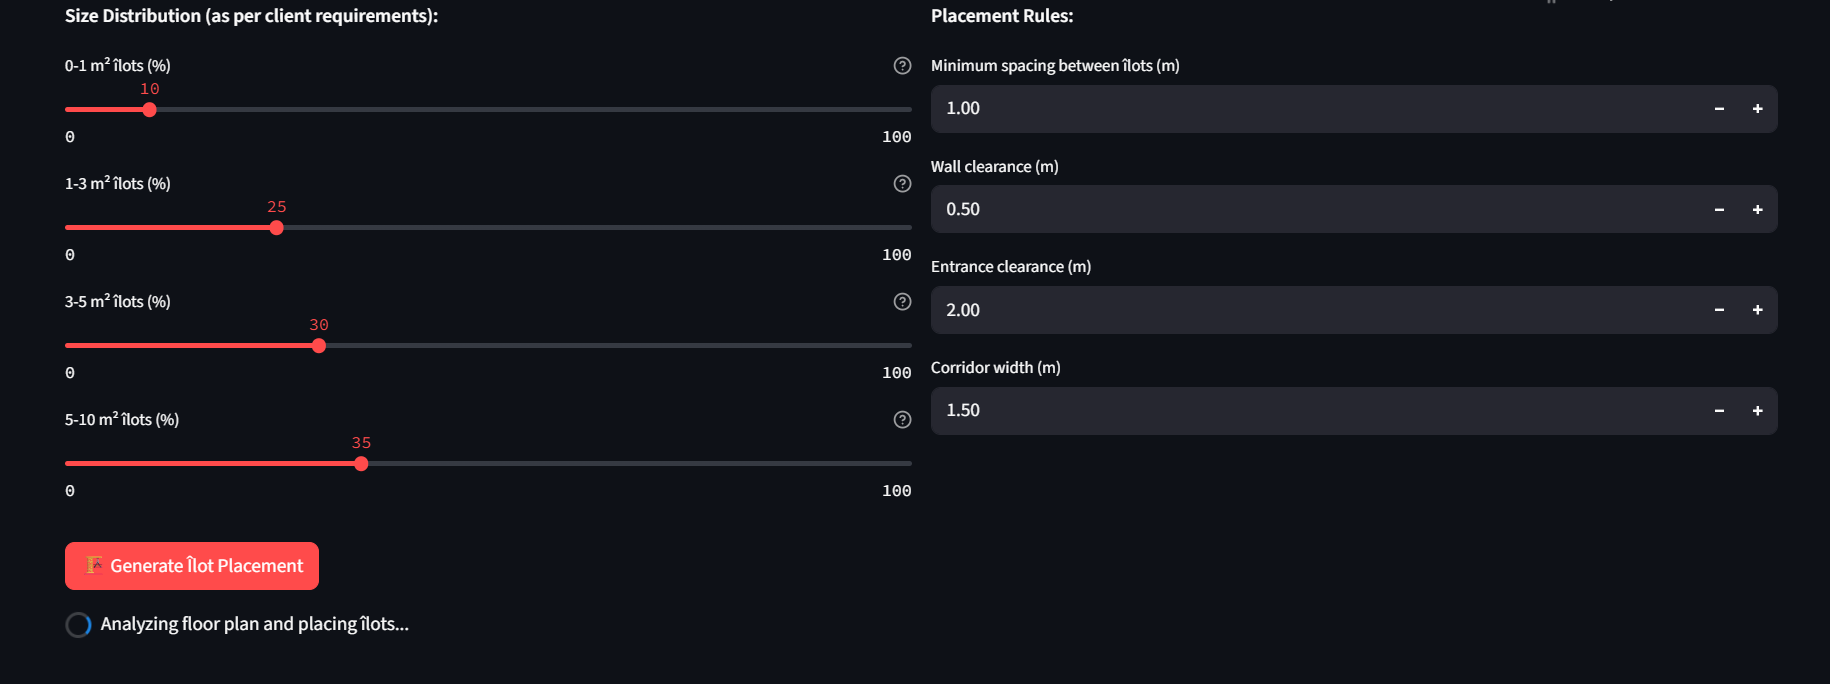 Size Distribution (as per client requirements):
0-1 m² îlots (%)
10
0 100
1-3 m² îlots (%)
25
0 100
3-5 m² îlots (%)
30
0 100
5-10 m² îlots (%)
35
0 100
Generate Îlot Placement
Analyzing floor plan and placing îlots...
Placement Rules:
Minimum spacing between îlots (m)
1.00
Wall clearance (m)
0.50
Entrance clearance (m)
2.00
Corridor width (m)
1.50